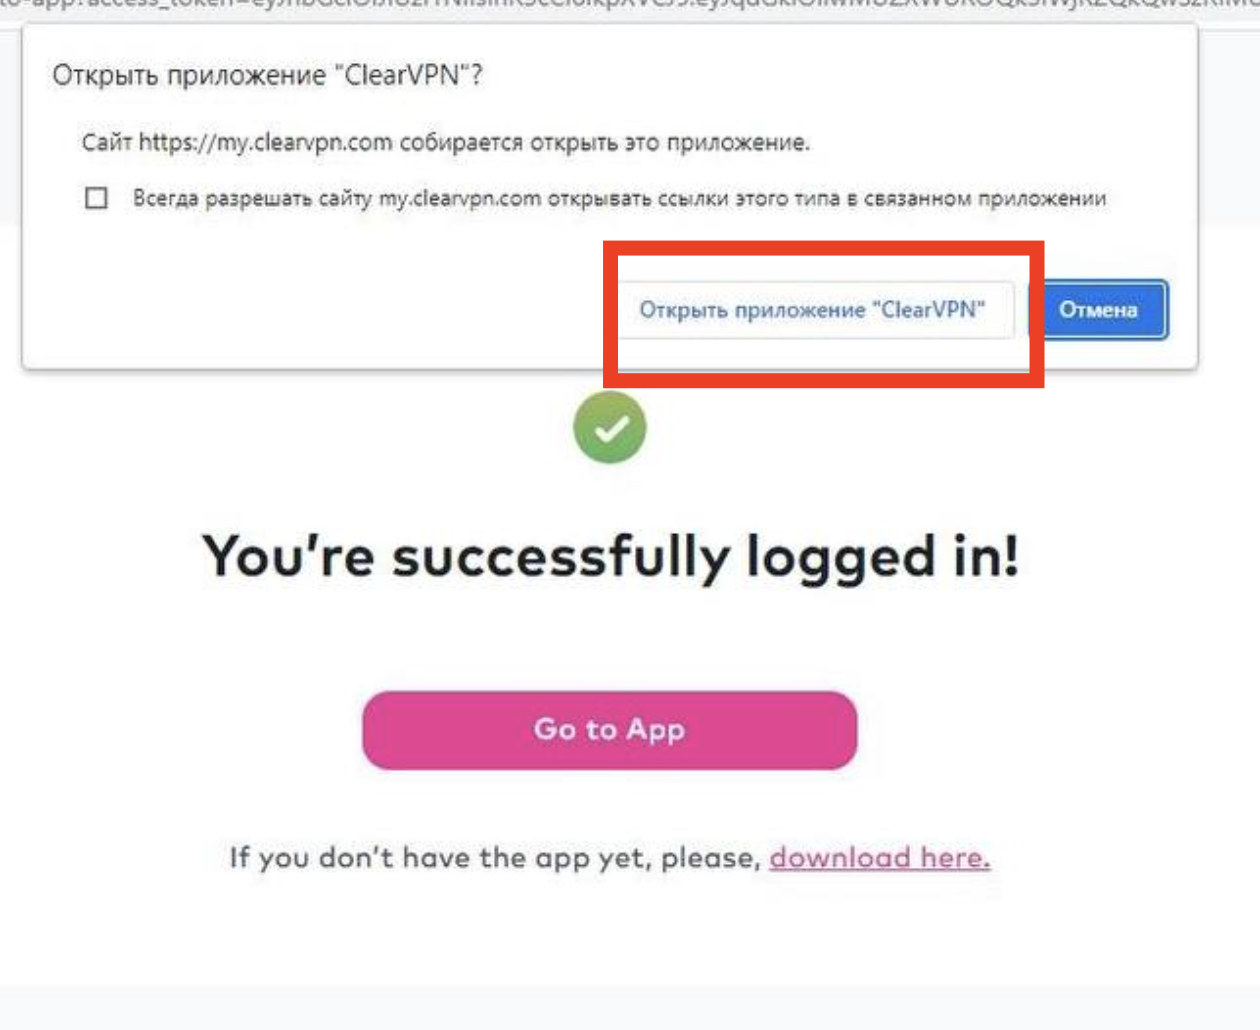 Открыть приложение "ClearVPN"?
Сайт https://my.clearvpn.com собирается открыть это приложение.
Всегда разрешать сайту my.clearvpn.com открывать ссылки этого типа в связанном приложении
Открыть приложение "ClearVPN"
Отмена
You're successfully logged in!
Go to App
If you don't have the app yet, please, download here.